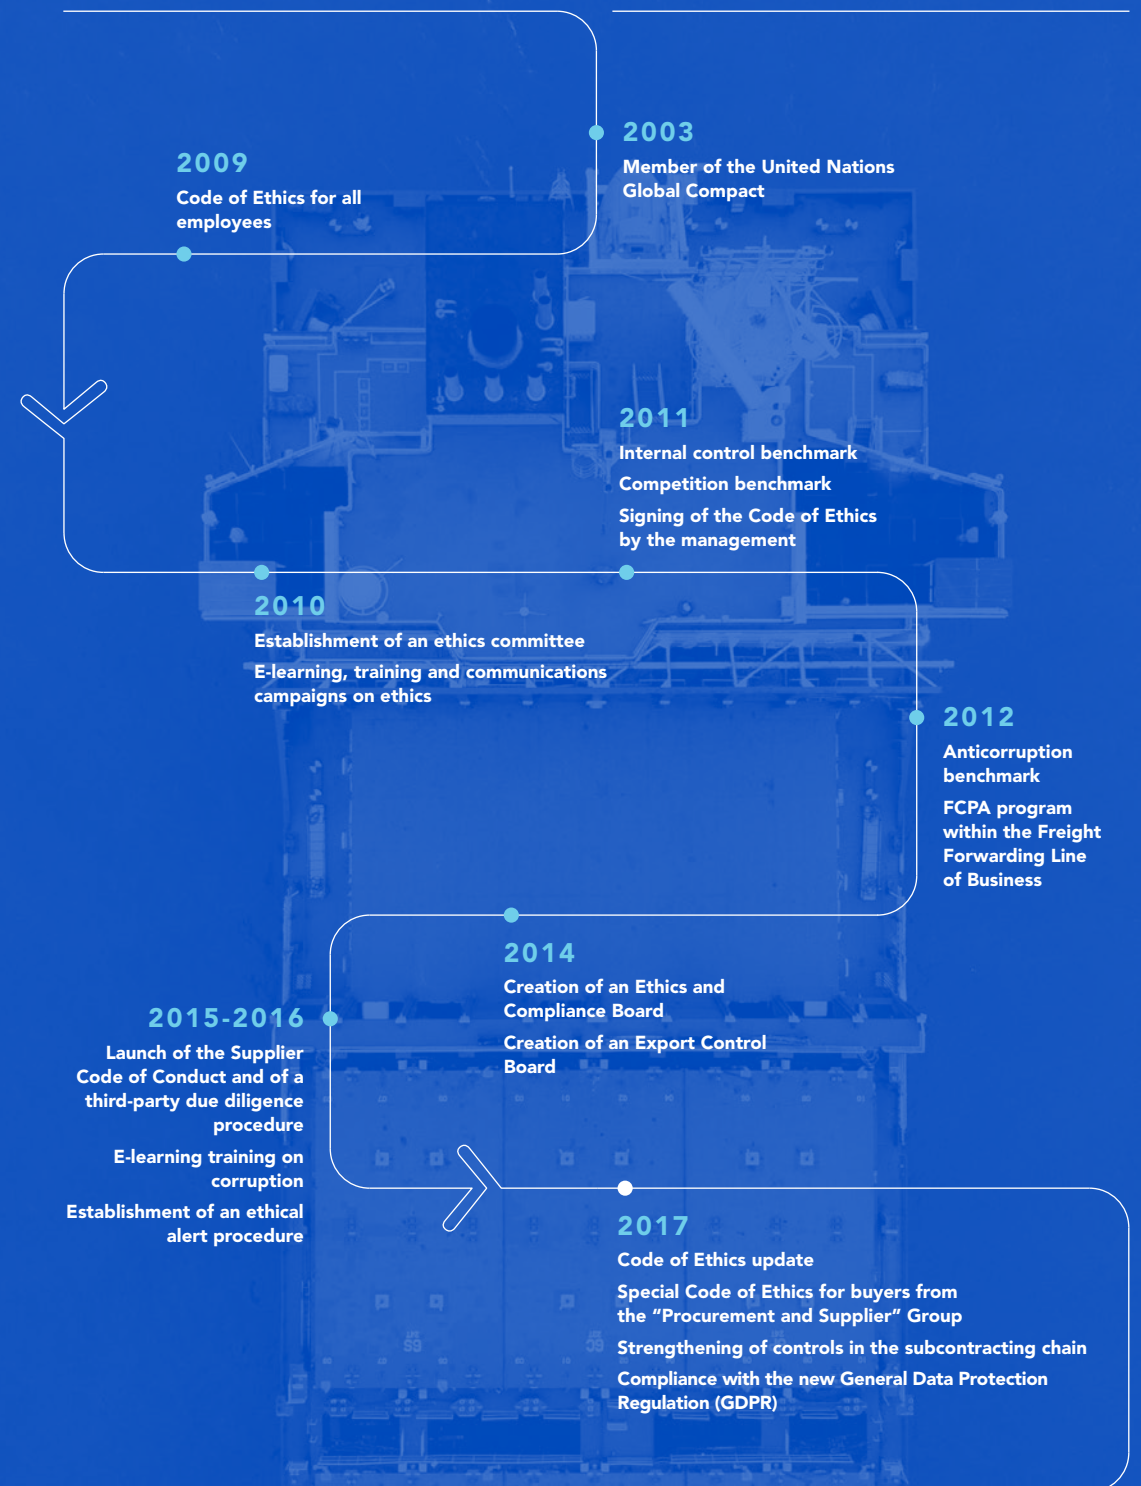 2003
Member of the United Nations
Global Compact
2009
Code of Ethics for all
employees
2010
Establishment of an ethics committee
E-learning, training and communications
campaigns on ethics
2011
Internal control benchmark
Competition benchmark
Signing of the Code of Ethics
by the management
2012
Anticorruption
benchmark
FCPA program
within the Freight
Forwarding Line
of Business
2014
Creation of an Ethics and
Compliance Board
Creation of an Export Control
Board
2015-2016
Launch of the Supplier
Code of Conduct and of a
third-party due diligence
procedure
E-learning training on
corruption
Establishment of an ethical
alert procedure
2017
Code of Ethics update
Special Code of Ethics for buyers from
the “Procurement and Supplier” Group
Strengthening of controls in the subcontracting chain
Compliance with the new General Data Protection
Regulation (GDPR)